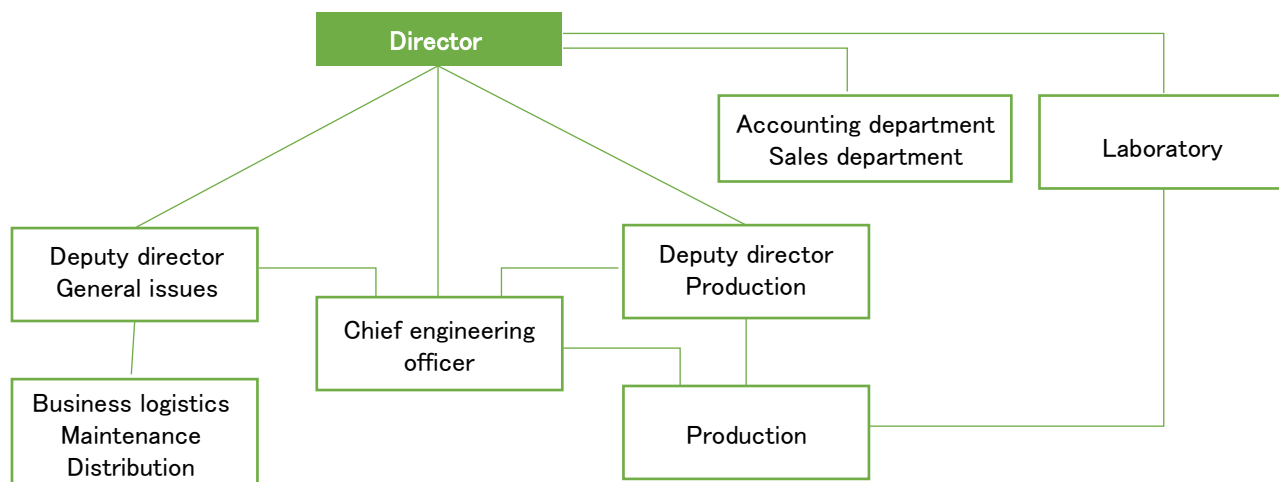 Director
Accounting department
Sales department
Laboratory
Deputy director
General issues
Deputy director
Production
Chief engineering
officer
Business logistics
Maintenance
Distribution
Production